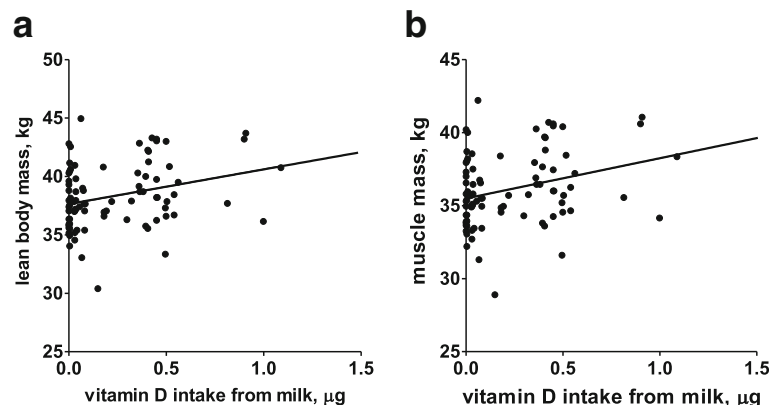 a
lean body mass, kg
50
45
40
35
30
25
0.0 0.5 1.0 1.5
vitamin D intake from milk, μg
b
muscle mass, kg
45
40
35
30
25
0.0 0.5 1.0 1.5
vitamin D intake from milk, μg